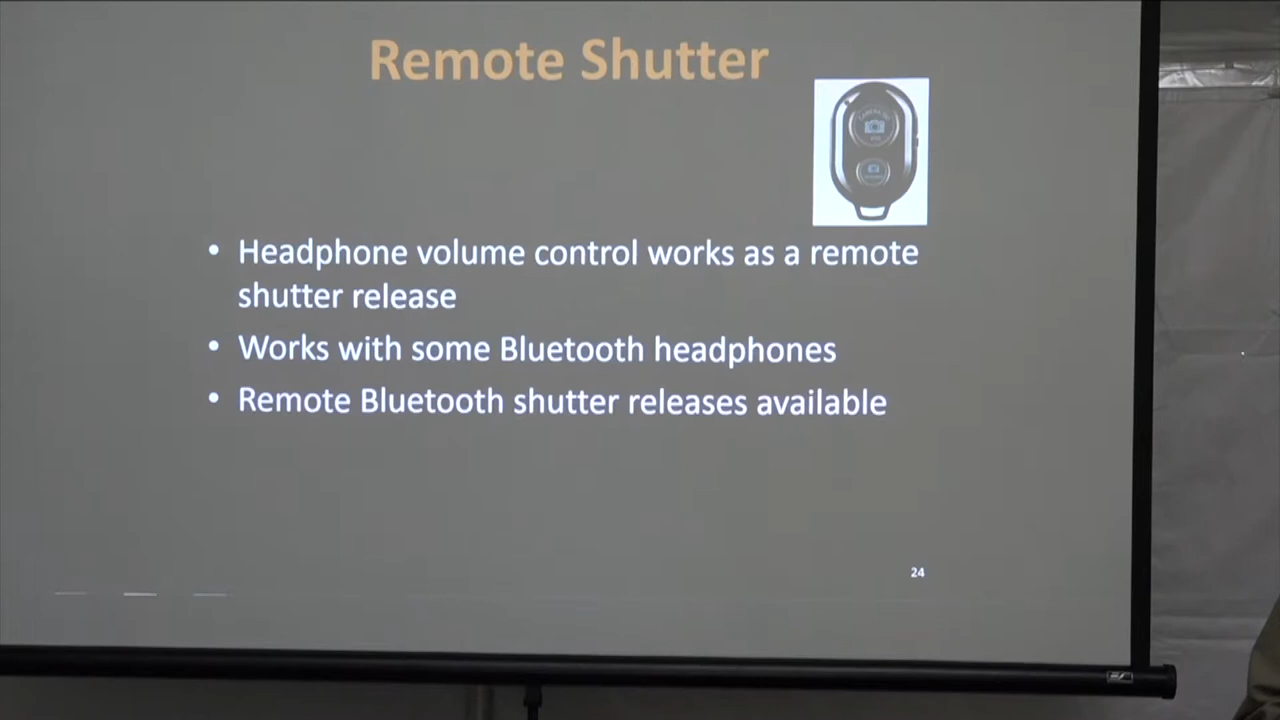 Remote Shutter
• Headphone volume control works as a remote
shutter release
• Works with some Bluetooth headphones
• Remote Bluetooth shutter releases available
24